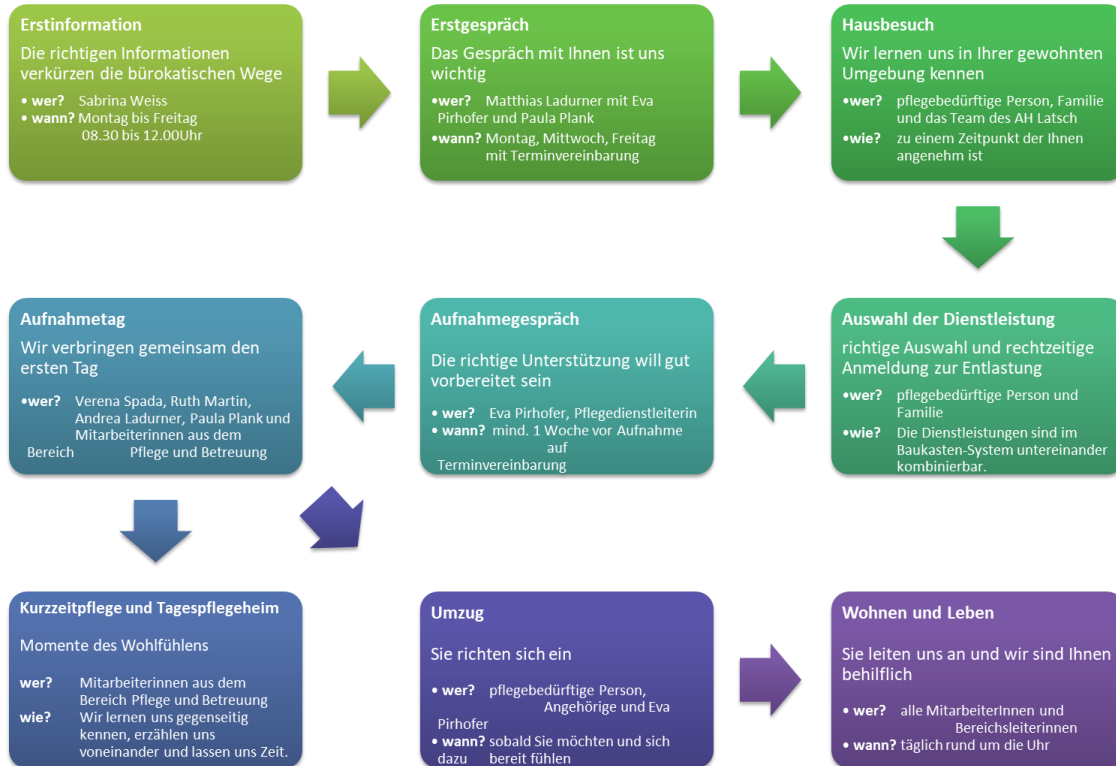 Erstinformation
Die richtigen Informationen
verkürzen die bürokatischen Wege
• wer? Sabrina Weiss
• wann? Montag bis Freitag
08.30 bis 12.00Uhr
Erstgespräch
Das Gespräch mit Ihnen ist uns
wichtig
•wer? Matthias Ladurner mit Eva
Pirhofer und Paula Plank
•wann? Montag, Mittwoch, Freitag
mit Terminvereinbarung
Hausbesuch
Wir lernen uns in Ihrer gewohnten
Umgebung kennen
•wer? pflegebedürftige Person, Familie
und das Team des AH Latsch
•wie? zu einem Zeitpunkt der Ihnen
angenehm ist
Aufnahmetag
Wir verbringen gemeinsam den
ersten Tag
•wer? Verena Spada, Ruth Martin,
Andrea Ladurner, Paula Plank und
Mitarbeiterinnen aus dem
Bereich Pflege und Betreuung
Aufnahmegespräch
Die richtige Unterstützung will gut
vorbereitet sein
• wer? Eva Pirhofer, Pflegedienstleiterin
• wann? mind. 1 Woche vor Aufnahme
auf
Terminvereinbarung
Auswahl der Dienstleistung
richtige Auswahl und rechtzeitige
Anmeldung zur Entlastung
•wer? pflegebedürftige Person und
Familie
•wie? Die Dienstleistungen sind im
Baukasten-System untereinander
kombinierbar.
Kurzzeitpflege und Tagespflegeheim
Momente des Wohlfühlens
wer? Mitarbeiterinnen aus dem
Bereich Pflege und Betreuung
wie? Wir lernen uns gegenseitig
kennen, erzählen uns
voneinander und lassen uns Zeit.
Umzug
Sie richten sich ein
• wer? pflegebedürftige Person,
Angehörige und Eva
Pirhofer
• wann? sobald Sie möchten und sich
dazu bereit fühlen
Wohnen und Leben
Sie leiten uns an und wir sind Ihnen
behilflich
• wer? alle MitarbeiterInnen und
Bereichsleiterinnen
• wann? täglich rund um die Uhr